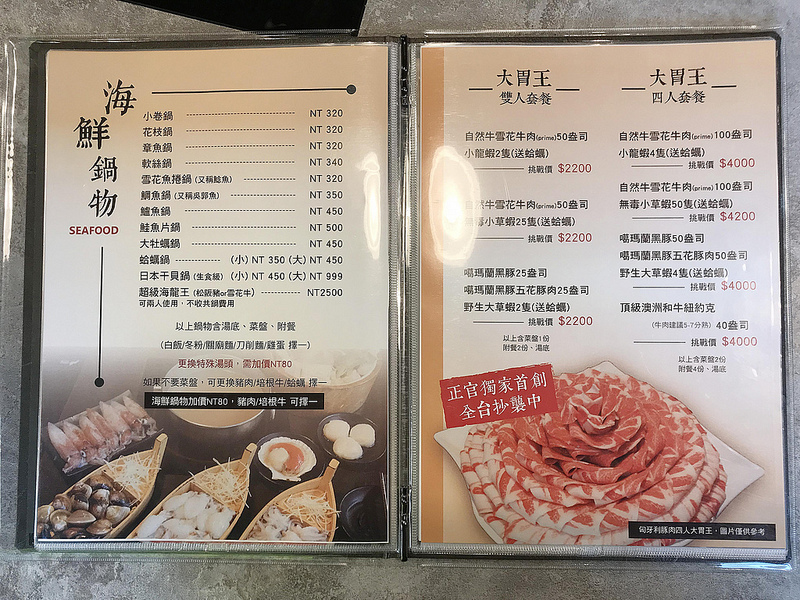 海鮮鍋物
SEAFOOD
小卷鍋 NT 320
花枝鍋 NT 320
章魚鍋 NT 320
軟絲鍋 NT 340
雪花魚捲鍋(又稱鯰魚) NT 320
鯛魚鍋(又稱吳郭魚) NT 350
鱸魚鍋 NT 450
鮭魚片鍋 NT 500
大牡蠣鍋 NT 450
蛤蠣鍋 (小) NT 350 (大) NT 450
日本干貝鍋(生食級) (小) NT 450 (大) NT 999
超級海龍王(松阪豬or雪花牛) NT2500
可兩人使用，不收共鍋費用
以上鍋物含湯底、菜盤、附餐
(白飯/冬粉/關廟麵/刀削麵/雞蛋 擇一)
更換特殊湯頭，需加價NT80
如果不要菜盤，可更換豬肉/培根牛/蛤蠣 擇一
海鮮鍋物加價NT80，豬肉/培根牛 可擇一
大胃王
雙人套餐
自然牛雪花牛肉(prime)50盎司
小龍蝦2隻(送蛤蠣)
挑戰價 $2200
自然牛雪花牛肉(prime)50盎司
無毒小草蝦25隻(送蛤蠣)
挑戰價 $2200
噶瑪蘭黑豚25盎司
噶瑪蘭黑豚五花豚肉25盎司
野生大草蝦2隻(送蛤蠣)
挑戰價 $2200
以上含菜盤1份
附餐2份、湯底
大胃王
四人套餐
自然牛雪花牛肉(prime)100盎司
小龍蝦4隻(送蛤蠣)
挑戰價 $4000
自然牛雪花牛肉(prime)100盎司
無毒小草蝦50隻(送蛤蠣)
挑戰價 $4200
噶瑪蘭黑豚50盎司
噶瑪蘭黑豚五花豚肉50盎司
野生大草蝦4隻(送蛤蠣)
挑戰價 $4000
頂級澳洲和牛紐約克
(牛肉建議5-7分熟) 40盎司
挑戰價 $4000
以上含菜盤2份
附餐4份、湯底
正官獨家首創
全台抄襲中
匈牙利豚肉四人大胃王，圖片僅供參考